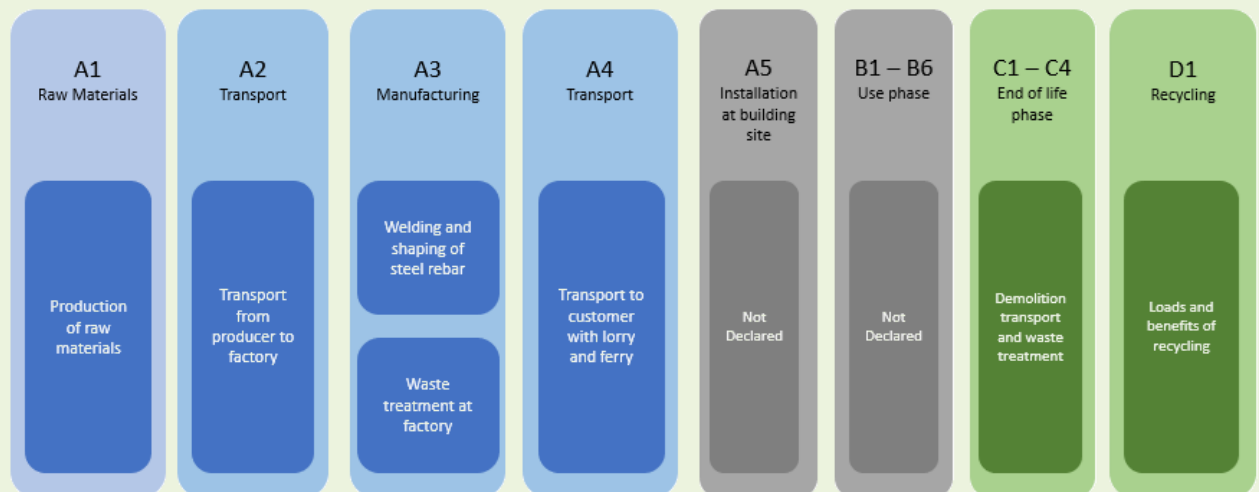 A1
Raw Materials
Production
of raw
materials
A2
Transport
Transport
from
producer to
factory
A3
Manufacturing
Welding and
shaping of
steel rebar
Waste
treatment at
factory
A4
Transport
Transport to
customer
with lorry
and ferry
A5
Installation
at building
site
Not
Declared
B1 – B6
Use phase
Not
Declared
C1 – C4
End of life
phase
Demolition
transport
and waste
treatment
D1
Recycling
Loads and
benefits of
recycling